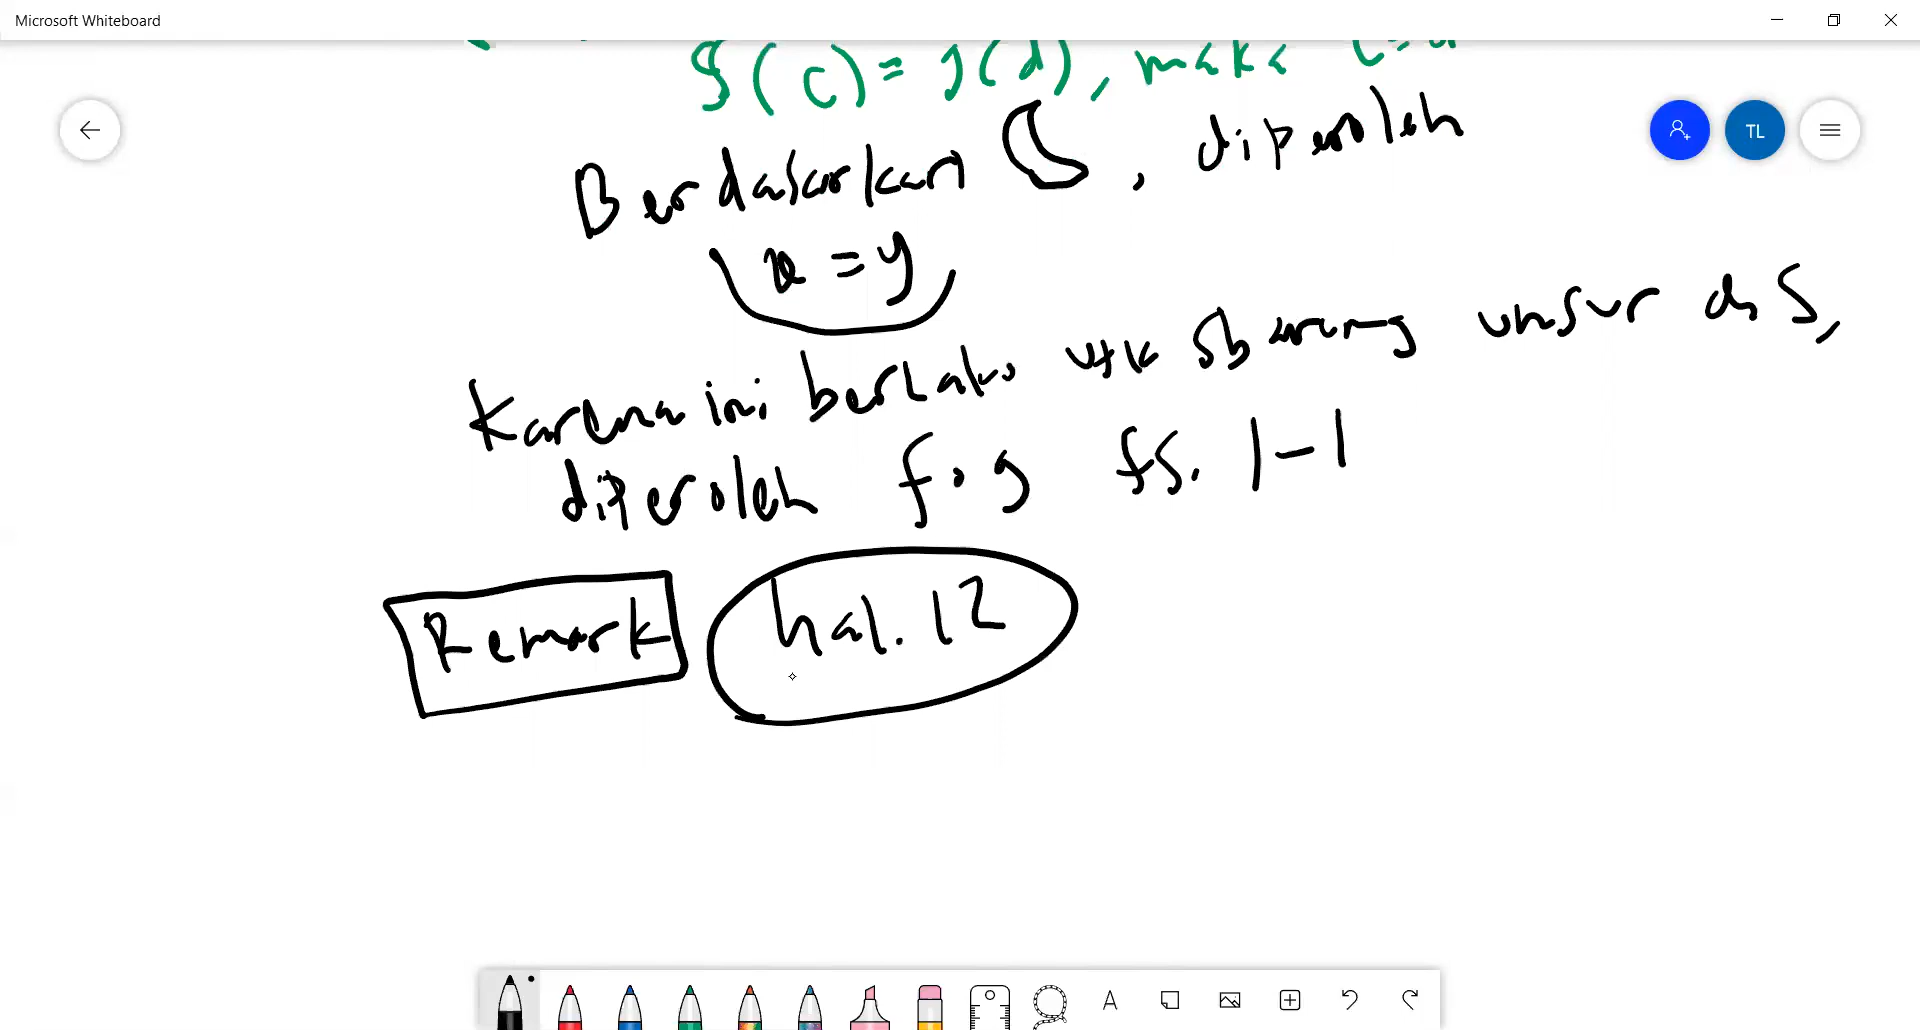 Microsoft Whiteboard
g(c)=g(d), maka c=d
Berdasarkan , diperoleh
x=y
TL
Karena ini berlaku utk sbarang unsur di S,
diperoleh f∘g fs. 1-1
Remark hal. 12